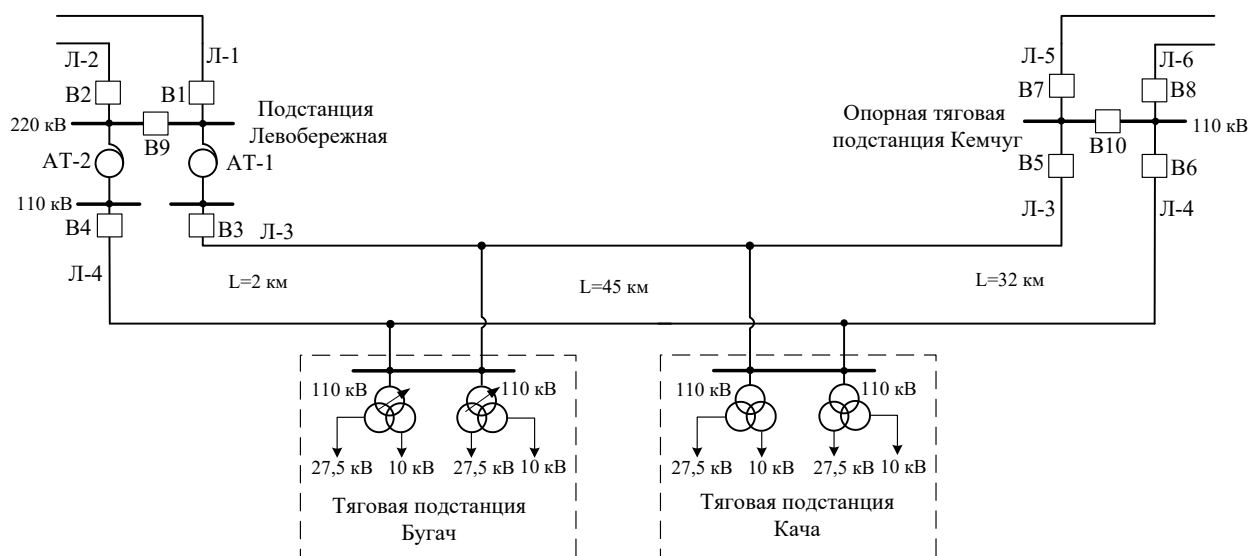 Л-2
Л-1
В2
В1
220 кВ
В9
Подстанция
Левобережная
АТ-2
АТ-1
110 кВ
В4
В3
Л-3
Л-4
Л-5
Л-6
В7
В8
Опорная тяговая
подстанция Кемчуг
В10
110 кВ
В5
В6
Л-3
Л-4
L=2 км
L=45 км
L=32 км
110 кВ
110 кВ
27,5 кВ
10 кВ
27,5 кВ
10 кВ
Тяговая подстанция
Бугач
110 кВ
110 кВ
27,5 кВ
10 кВ
27,5 кВ
10 кВ
Тяговая подстанция
Кача